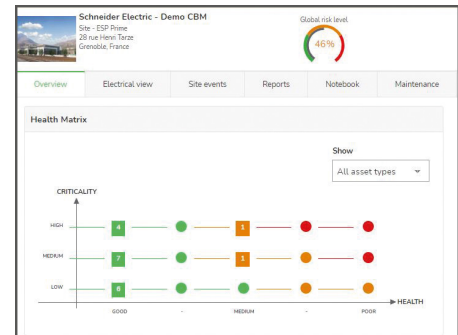 Schneider Electric - Demo CBM
Site - ESP Prime
28 rue Henri Tarze
Grenoble, France
Global risk level
46%
Overview Electrical view Site events Reports Notebook Maintenance
Health Matrix
Show
All asset types
CRITICALITY
HIGH 4 1
MEDIUM 7 1
LOW 6
HEALTH
GOOD - MEDIUM - POOR